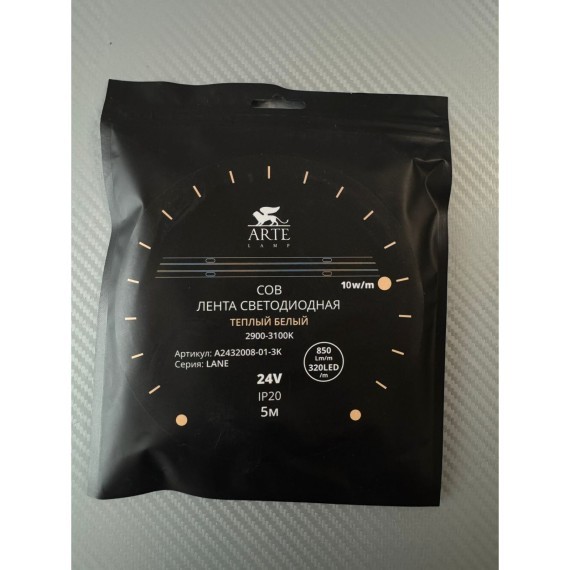 ARTE
LAMP
10w/m
COB
ЛЕНТА СВЕТОДИОДНАЯ
ТЕПЛЫЙ БЕЛЫЙ
2900-3100K
Артикул: A2432008-01-3K
Серия: LANE
850
Lm/m
320LED
/m
24V
IP20
5м